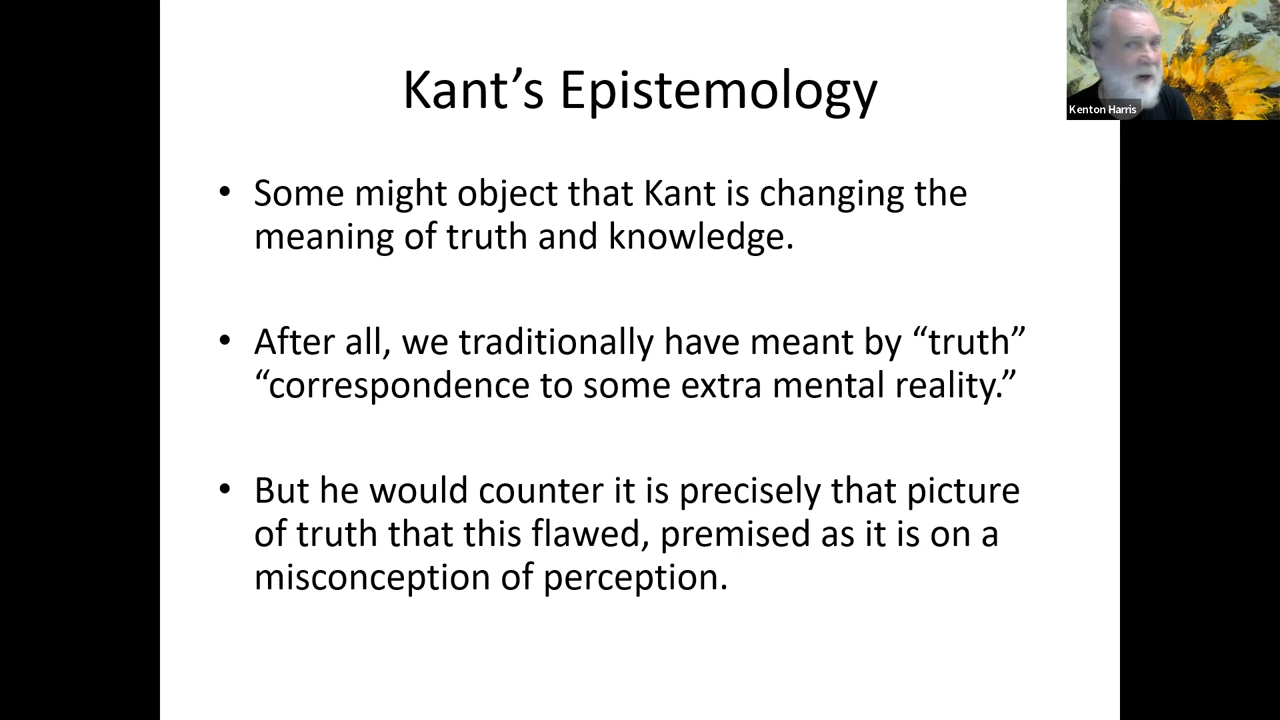 Kant’s Epistemology
Kenton Harris
• Some might object that Kant is changing the
meaning of truth and knowledge.
• After all, we traditionally have meant by “truth”
“correspondence to some extra mental reality.”
• But he would counter it is precisely that picture
of truth that this flawed, premised as it is on a
misconception of perception.